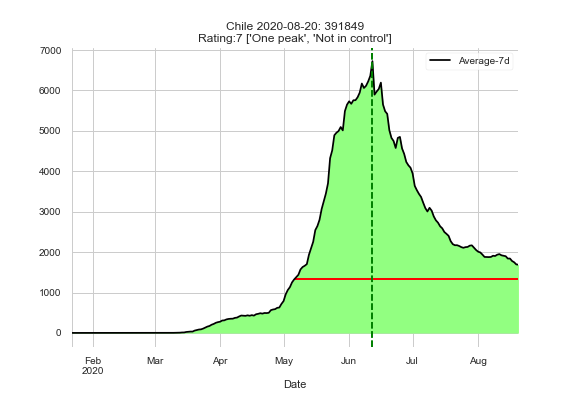 Chile 2020-08-20: 391849
Rating:7 ['One peak', 'Not in control']
7000
Average-7d
6000
5000
4000
3000
2000
1000
0
Feb Mar Apr May Jun Jul Aug
2020
Date